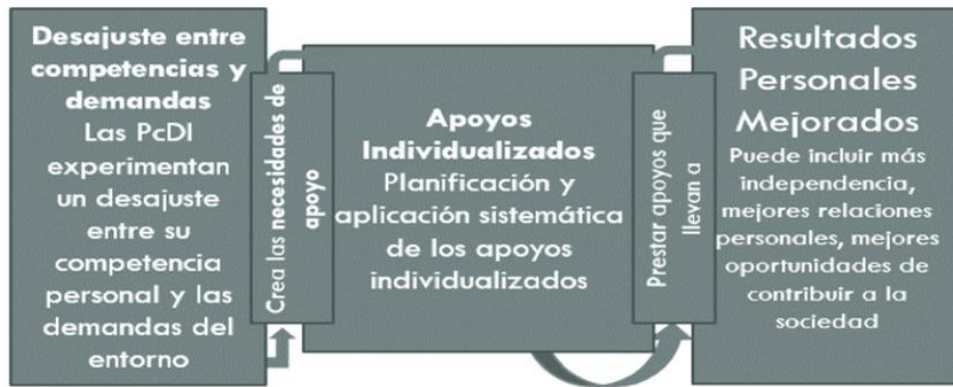 Desajuste entre
competencias y
demandas
Las PcDI
experimentan
un desajuste
entre su
competencia
personal y las
demandas del
entorno
Crea las necesidades de
apoyo
Apoyos
Individualizados
Planificación y
aplicación sistemática
de los apoyos
individualizados
Prestar apoyos que
llevan a
Resultados
Personales
Mejorados
Puede incluir más
independencia,
mejores relaciones
personales, mejores
oportunidades de
contribuir a la
sociedad